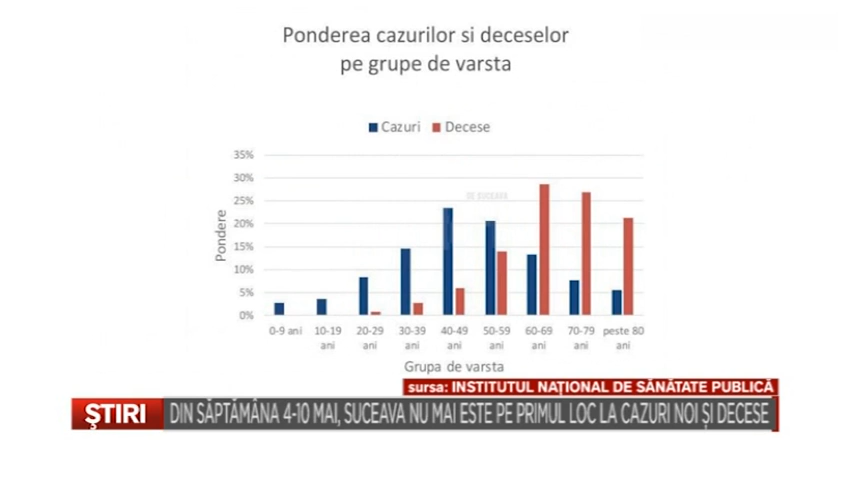 Ponderea cazurilor si deceselor
pe grupe de varsta
Cazuri Decese
35%
30%
25%
20%
15%
10%
5%
0%
Pondere
DE SUCEAVA
0-9 ani 10-19 ani 20-29 ani 30-39 ani 40-49 ani 50-59 ani 60-69 ani 70-79 ani peste 80 ani
Grupa de varsta
sursa: INSTITUTUL NAȚIONAL DE SĂNĂTATE PUBLICĂ
ȘTIRI DIN SĂPTĂMÂNA 4-10 MAI, SUCEAVA NU MAI ESTE PE PRIMUL LOC LA CAZURI NOI ȘI DECESE